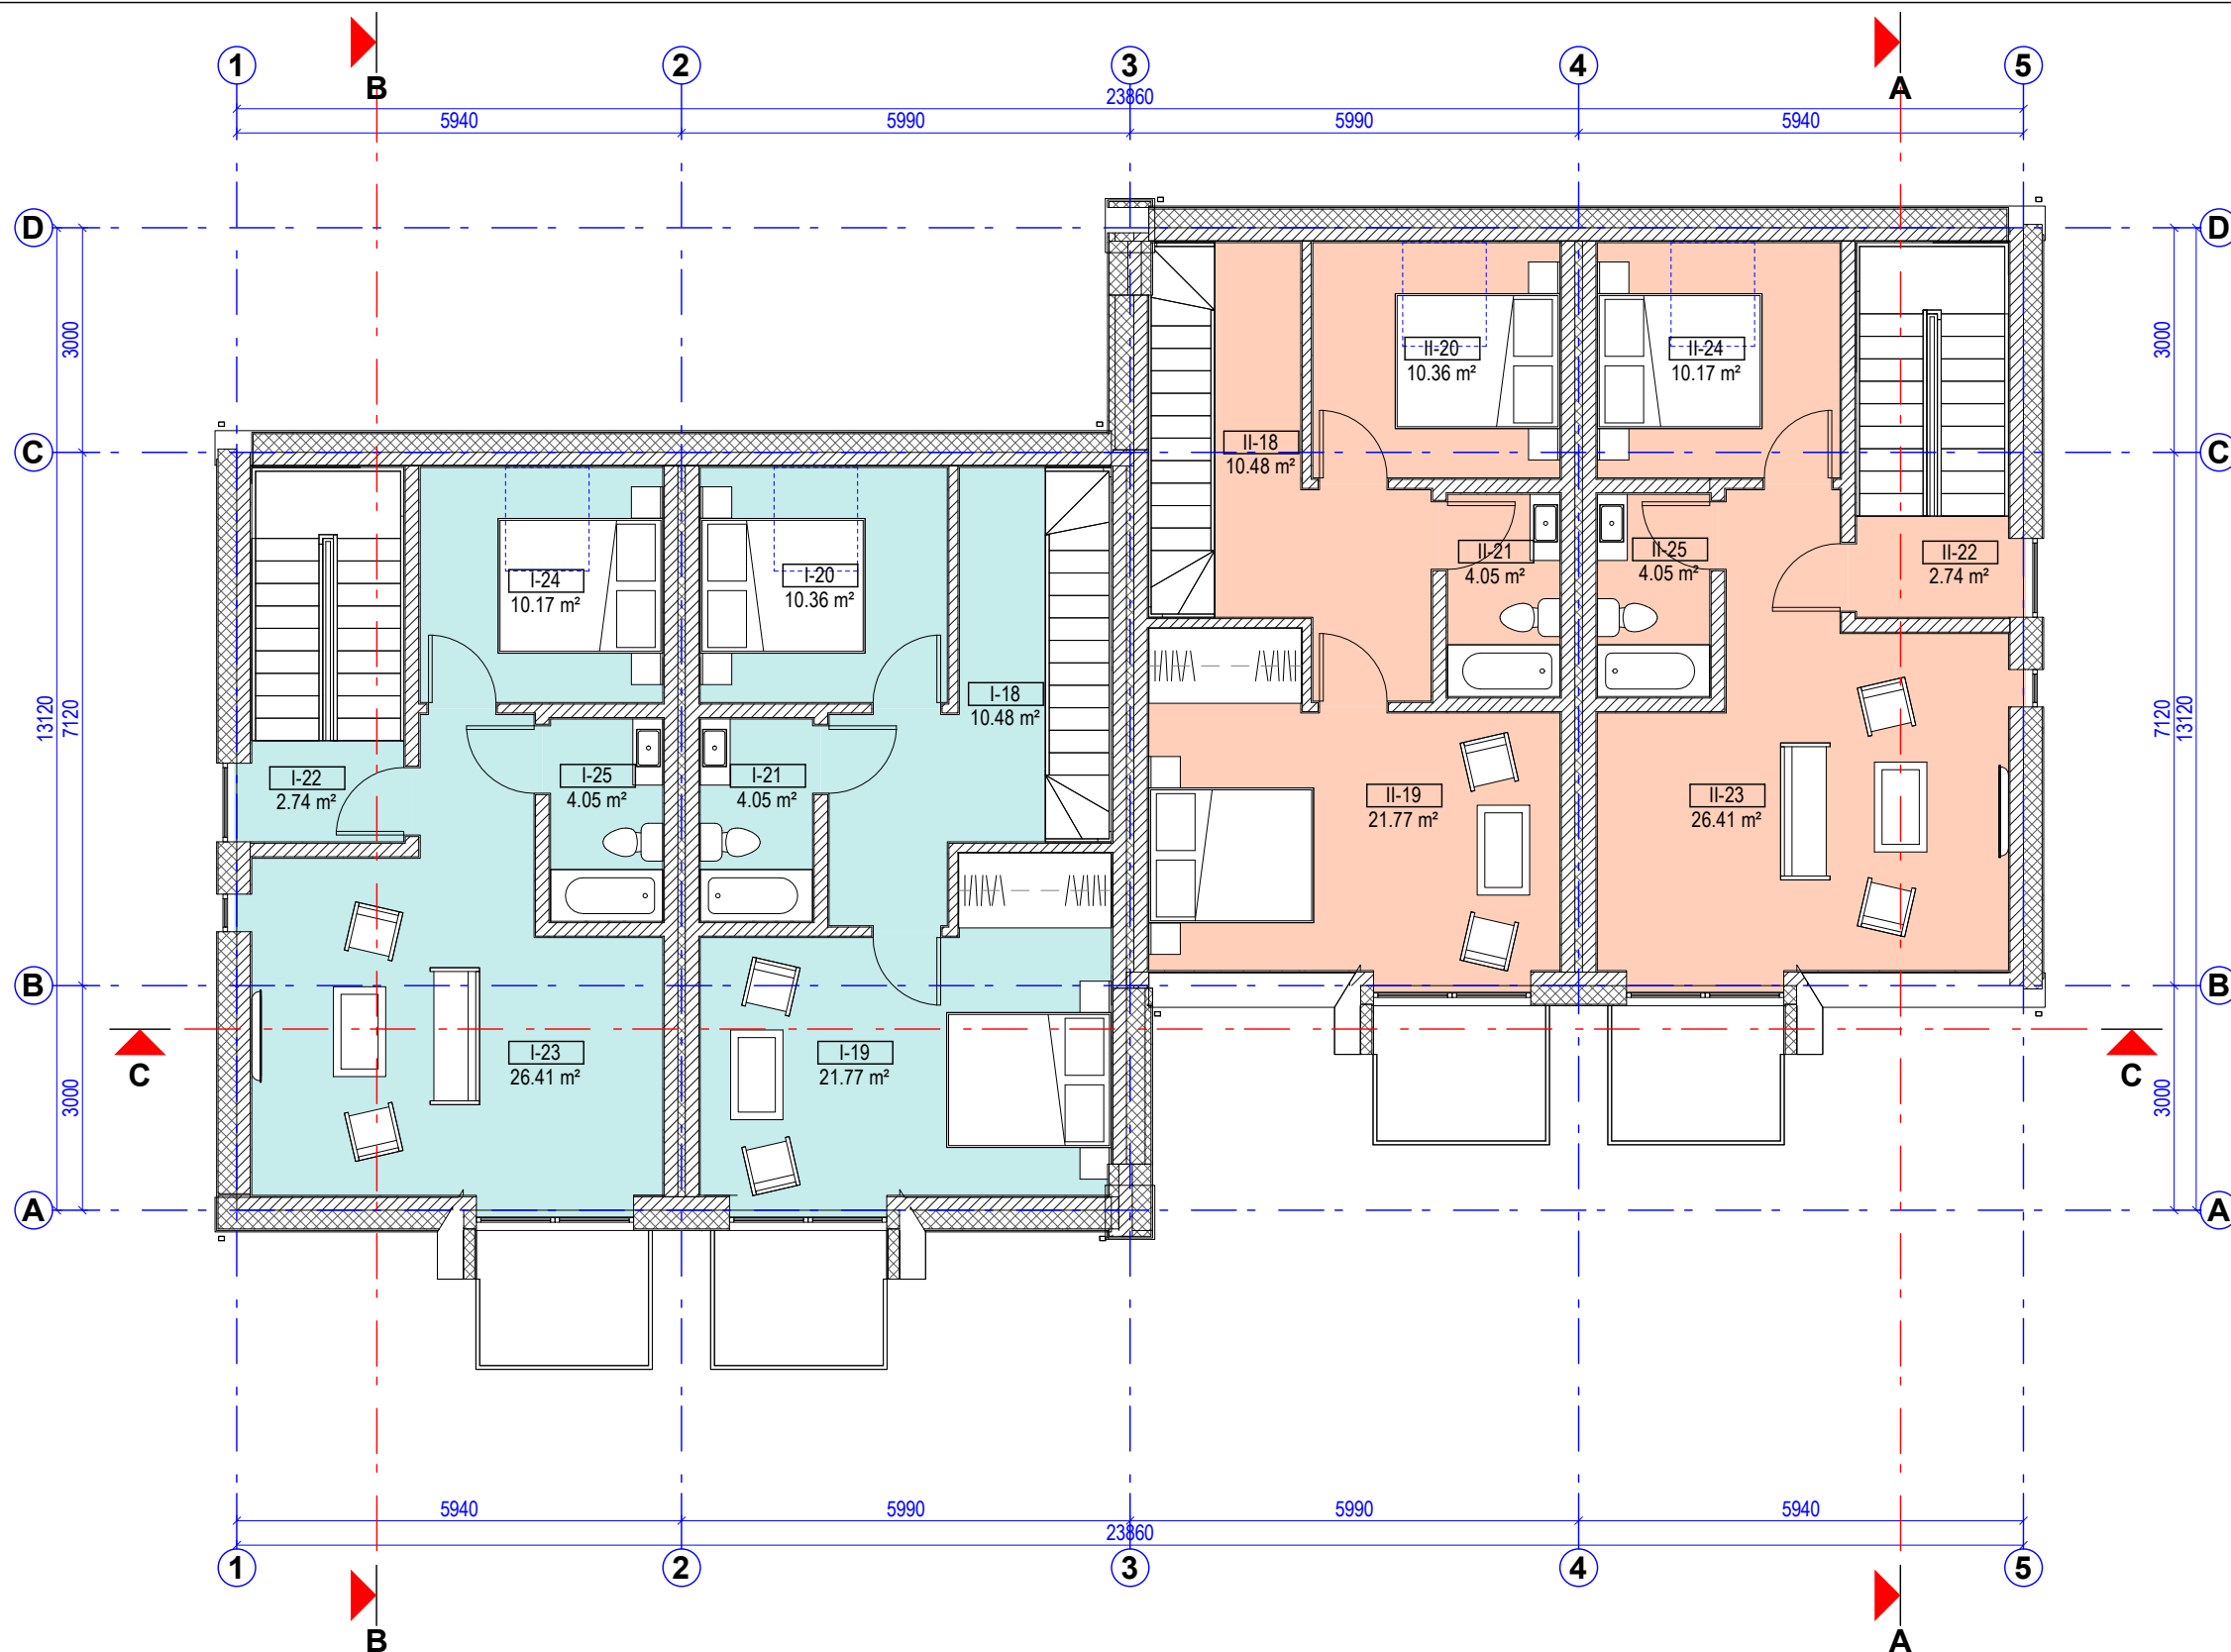 1 2 3 4 5
B A
23860
5940 5990 5990 5940
D D
3000 3000
II-20 II-24
10.36 m² 10.17 m²
C C
II-18
10.48 m²
I-24 I-20
10.17 m² 10.36 m²
II-21 II-25 II-22
4.05 m² 4.05 m² 2.74 m²
I-18
10.48 m²
13120 7120 7120 13120
I-22 I-25 I-21
2.74 m² 4.05 m² 4.05 m²
II-19 II-23
21.77 m² 26.41 m²
B B
I-23 I-19
26.41 m² 21.77 m²
C C
3000 3000
A A
5940 5990 5990 5940
23860
1 2 3 4 5
B A